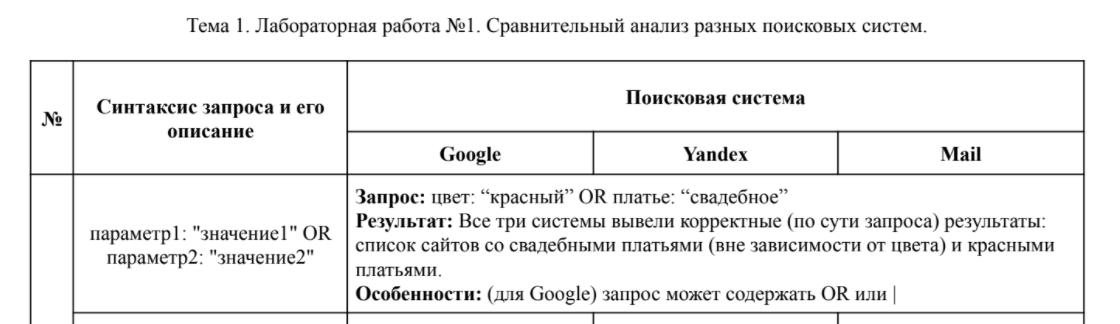 Тема 1. Лабораторная работа №1. Сравнительный анализ разных поисковых систем.
№
Синтаксис запроса и его
описание
Поисковая система
Google
Yandex
Mail
параметр1: "значение1" OR
параметр2: "значение2"
Запрос: цвет: “красный” OR платье: “свадебное”
Результат: Все три системы вывели корректные (по сути запроса) результаты:
список сайтов со свадебными платьями (вне зависимости от цвета) и красными
платьями.
Особенности: (для Google) запрос может содержать OR или |